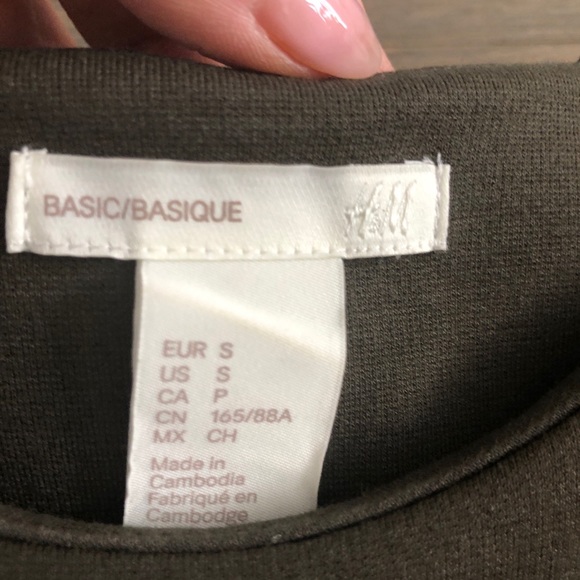 BASIC/BASIQUE
EUR S
US S
CA P
CN 165/88A
MX CH
Made in
Cambodia
Fabriqué en
Cambodge